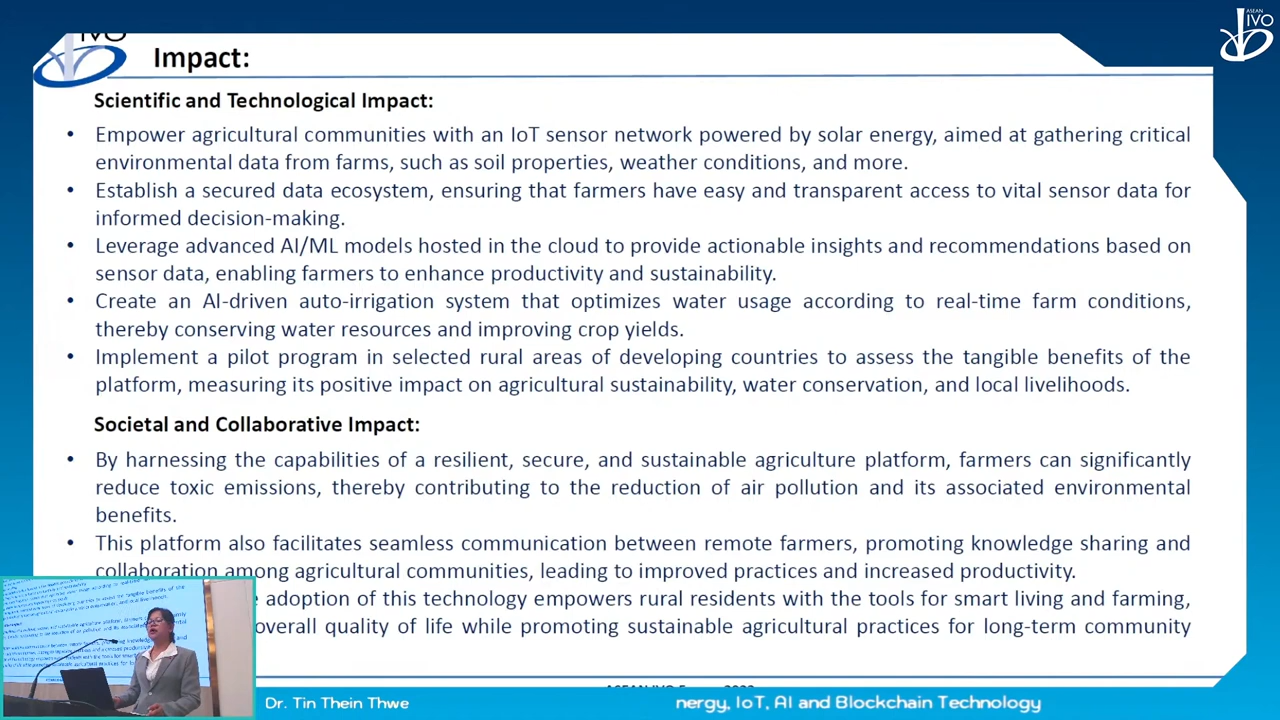 ASEAN
IVO
IVO
Impact:
Scientific and Technological Impact:
• Empower agricultural communities with an IoT sensor network powered by solar energy, aimed at gathering critical
environmental data from farms, such as soil properties, weather conditions, and more.
• Establish a secured data ecosystem, ensuring that farmers have easy and transparent access to vital sensor data for
informed decision-making.
• Leverage advanced AI/ML models hosted in the cloud to provide actionable insights and recommendations based on
sensor data, enabling farmers to enhance productivity and sustainability.
• Create an AI-driven auto-irrigation system that optimizes water usage according to real-time farm conditions,
thereby conserving water resources and improving crop yields.
• Implement a pilot program in selected rural areas of developing countries to assess the tangible benefits of the
platform, measuring its positive impact on agricultural sustainability, water conservation, and local livelihoods.
Societal and Collaborative Impact:
• By harnessing the capabilities of a resilient, secure, and sustainable agriculture platform, farmers can significantly
reduce toxic emissions, thereby contributing to the reduction of air pollution and its associated environmental
benefits.
• This platform also facilitates seamless communication between remote farmers, promoting knowledge sharing and
collaboration among agricultural communities, leading to improved practices and increased productivity.
adoption of this technology empowers rural residents with the tools for smart living and farming,
overall quality of life while promoting sustainable agricultural practices for long-term community
Dr. Tin Thein Thwe
nergy, IoT, AI and Blockchain Technology